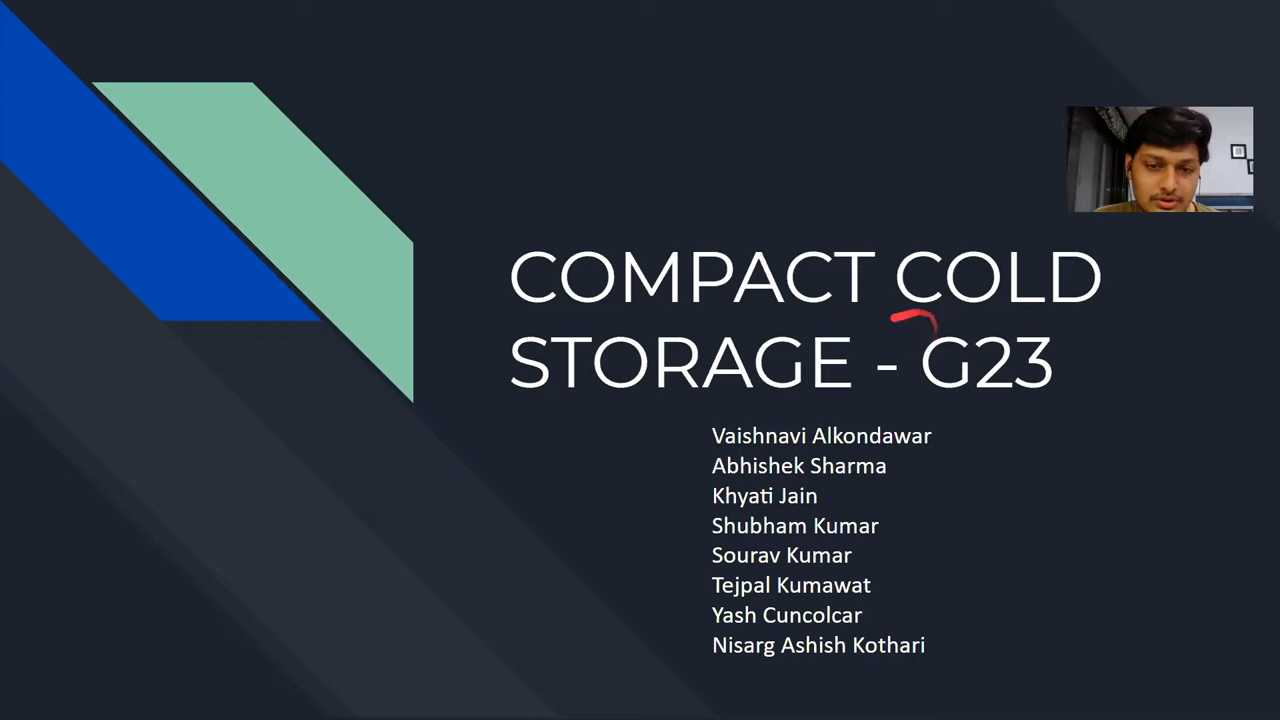 COMPACT COLD
STORAGE - G23
Vaishnavi Alkondawar
Abhishek Sharma
Khyati Jain
Shubham Kumar
Sourav Kumar
Tejpal Kumawat
Yash Cuncolcar
Nisarg Ashish Kothari